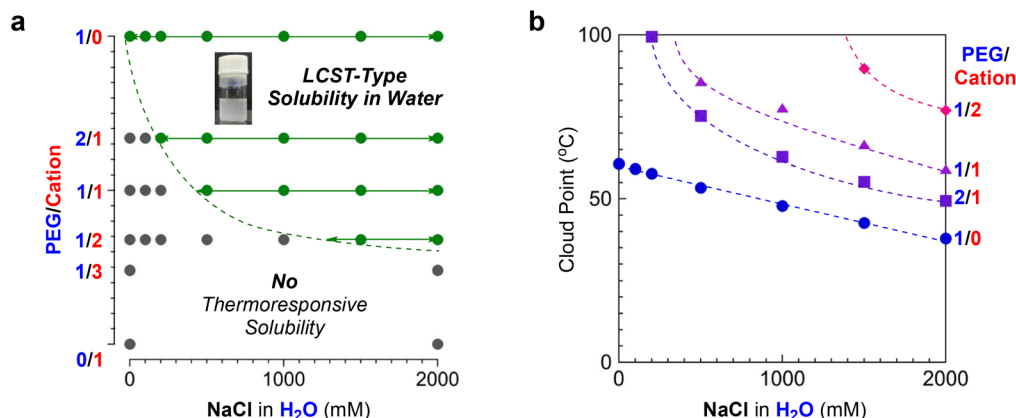 a
1/0
2/1
1/1
1/2
1/3
0/1
PEG/Cation
LCST-Type
Solubility in Water
No
Thermoresponsive
Solubility
0
1000
2000
NaCl in H₂O (mM)
b
100
50
0
Cloud Point (ºC)
PEG/
Cation
1/2
1/1
2/1
1/0
0
1000
2000
NaCl in H₂O (mM)